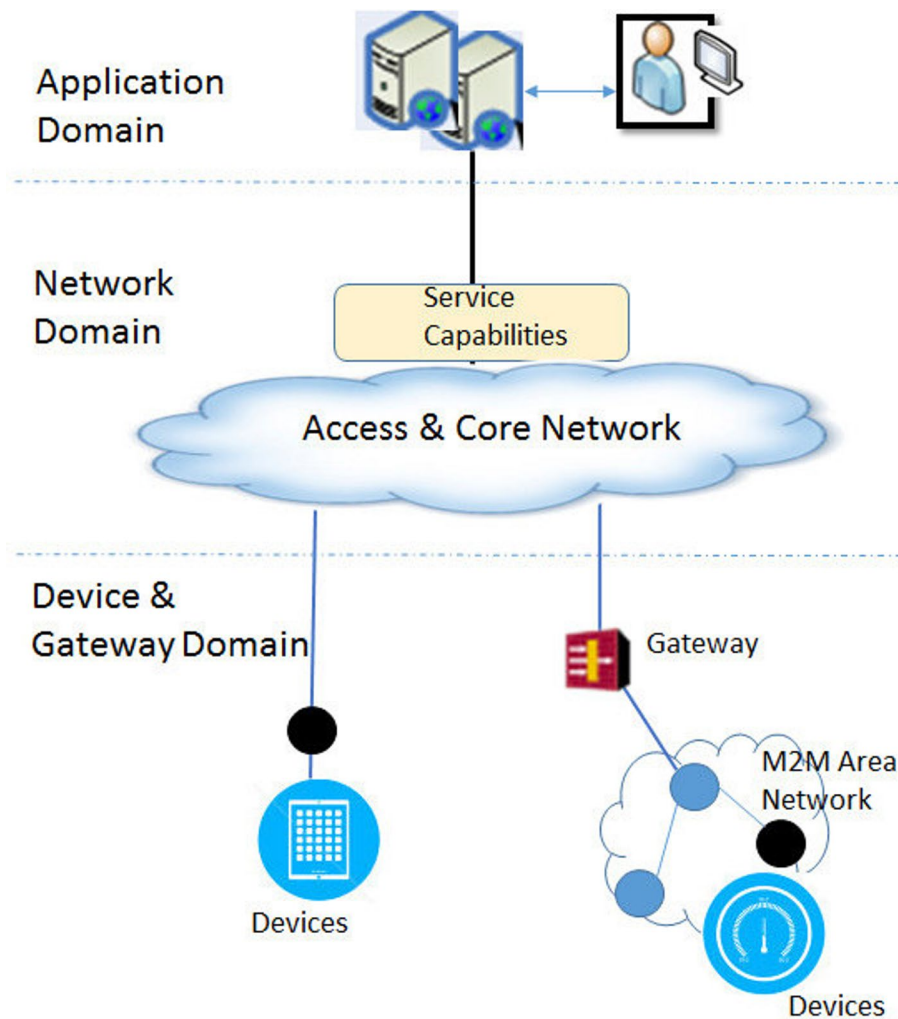 Application
Domain
Network
Domain
Service
Capabilities
Access & Core Network
Device &
Gateway Domain
Gateway
M2M Area
Network
Devices
Devices